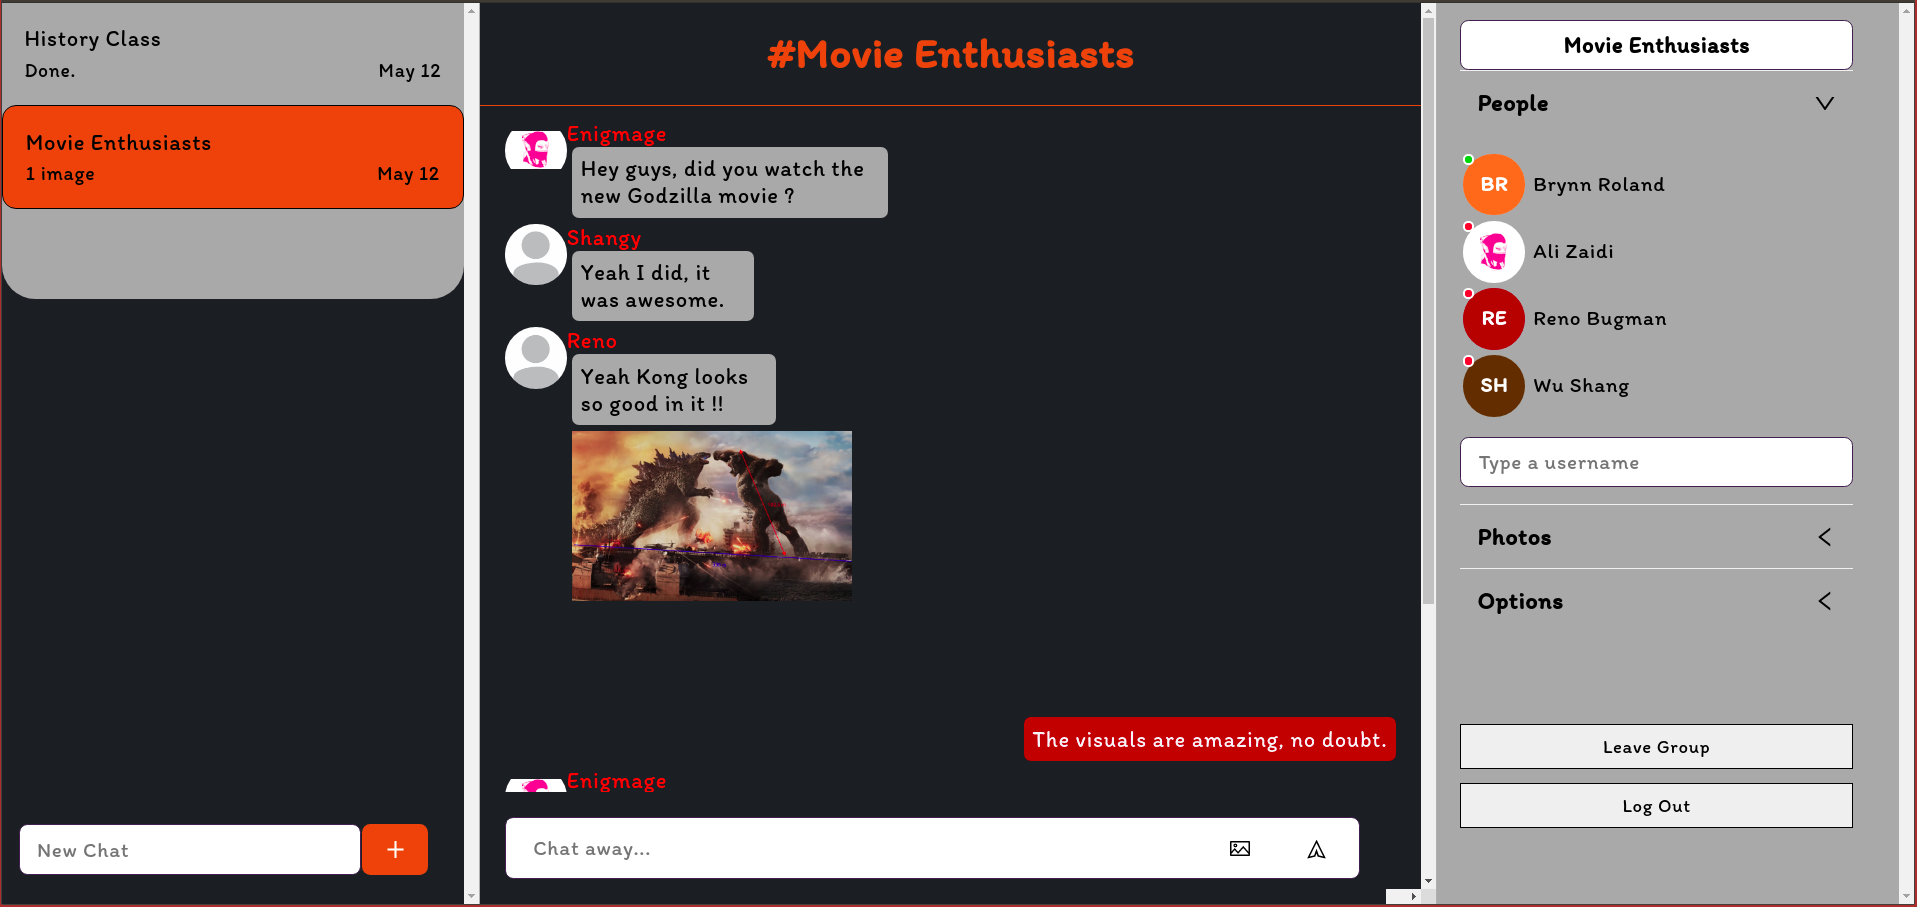 History Class
Done. May 12
Movie Enthusiasts
1 image May 12
New Chat
+
#Movie Enthusiasts
Enigmage
Hey guys, did you watch the
new Godzilla movie ?
Shangy
Yeah I did, it
was awesome.
Reno
Yeah Kong looks
so good in it !!
The visuals are amazing, no doubt.
Enigmage
Chat away...
Movie Enthusiasts
People
BR Brynn Roland
Ali Zaidi
RE Reno Bugman
SH Wu Shang
Type a username
Photos
Options
Leave Group
Log Out